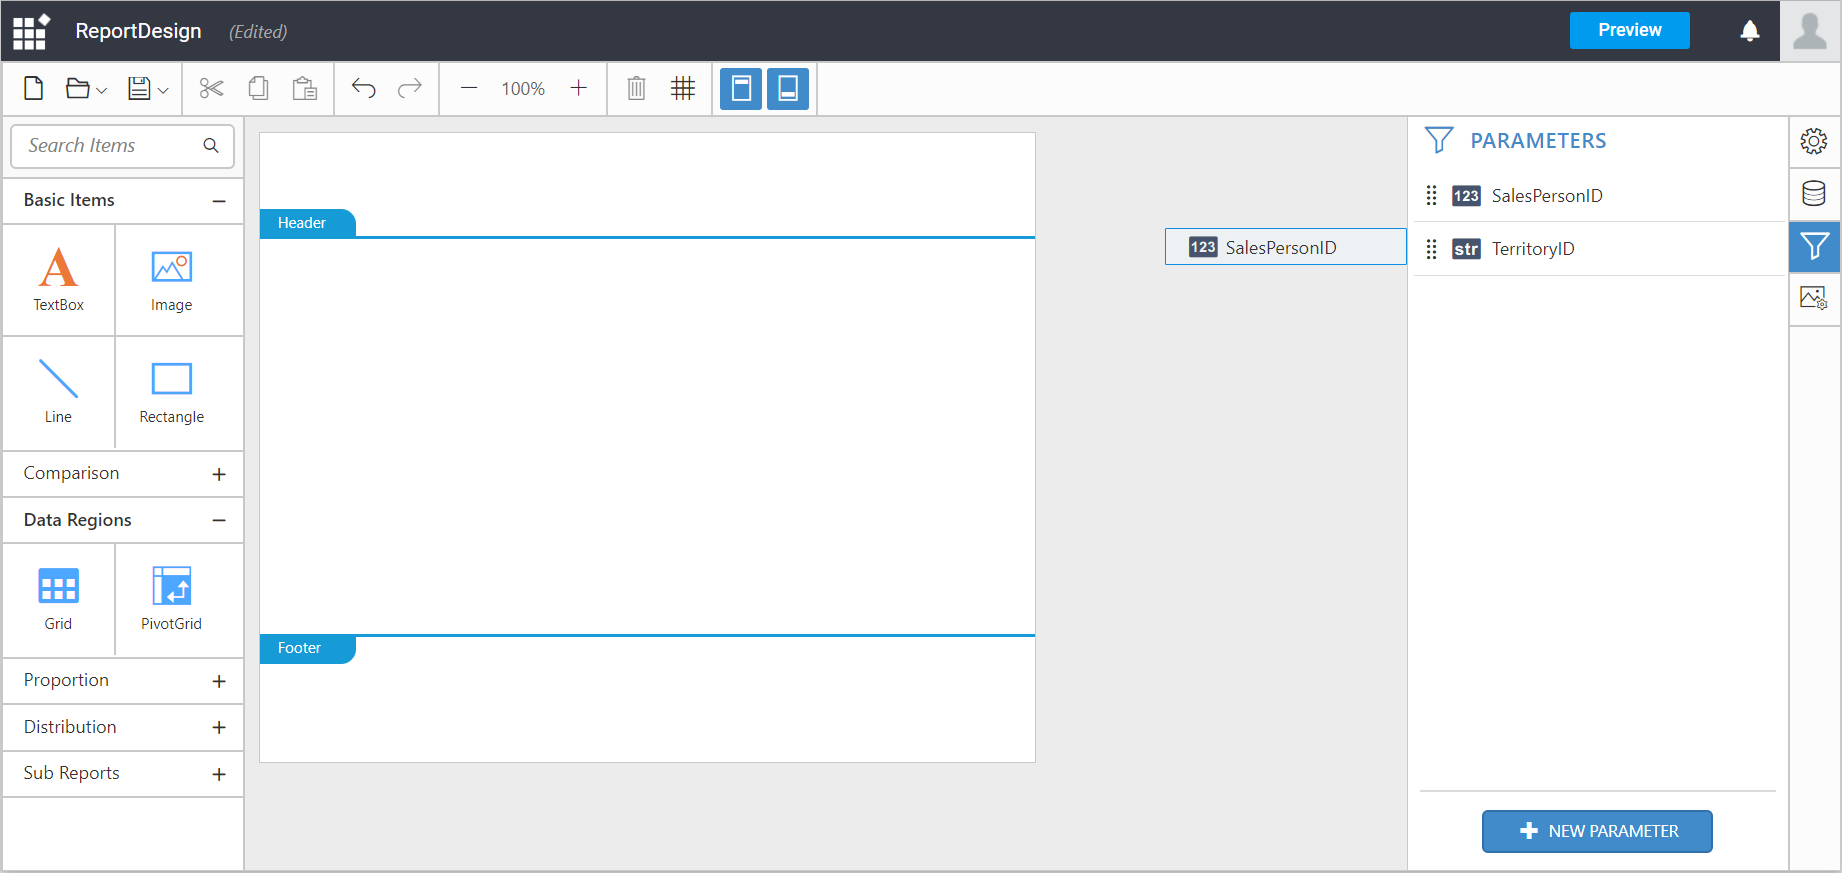 ReportDesign (Edited)
Preview
100%
Search Items
Basic Items
TextBox
Image
Line
Rectangle
Comparison
Data Regions
Grid
PivotGrid
Proportion
Distribution
Sub Reports
Header
Footer
123 SalesPersonID
PARAMETERS
123 SalesPersonID
str TerritoryID
NEW PARAMETER